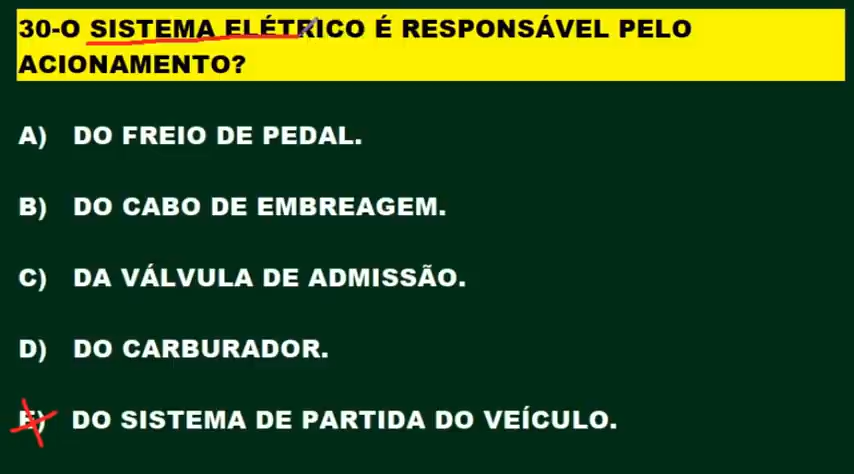 30-O SISTEMA ELÉTRICO É RESPONSÁVEL PELO
ACIONAMENTO?
A) DO FREIO DE PEDAL.
B) DO CABO DE EMBREAGEM.
C) DA VÁLVULA DE ADMISSÃO.
D) DO CARBURADOR.
E) DO SISTEMA DE PARTIDA DO VEÍCULO.